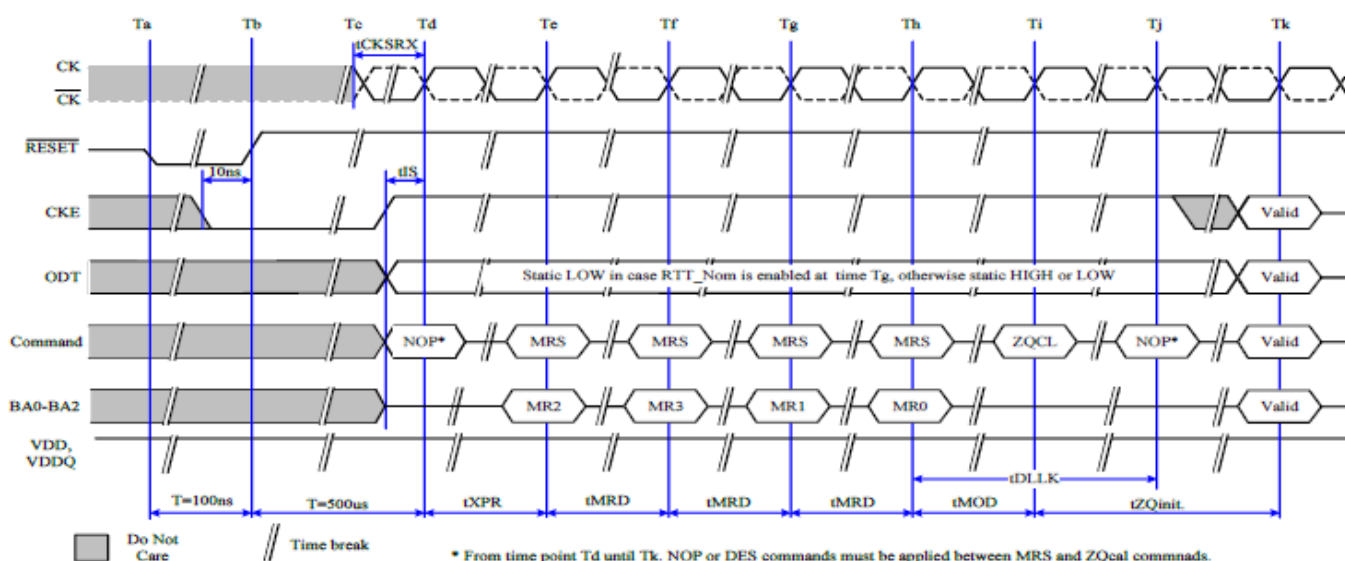 Ta Tb Tc Td Te Tf Tg Th Ti Tj Tk
tCKSRX
CK
CK
RESET
10ns tIS
CKE Valid
ODT Static LOW in case RTT_Nom is enabled at time Tg, otherwise static HIGH or LOW Valid
Command NOP* MRS MRS MRS MRS ZQCL NOP* Valid
BA0-BA2 MR2 MR3 MR1 MR0 Valid
VDD,
VDDQ
tDLLK
T=100ns T=500us tXPR tMRD tMRD tMRD tMOD tZQinit.
Do Not
Care
Time break
* From time point Td until Tk. NOP or DES commands must be applied between MRS and ZQcal commnads.